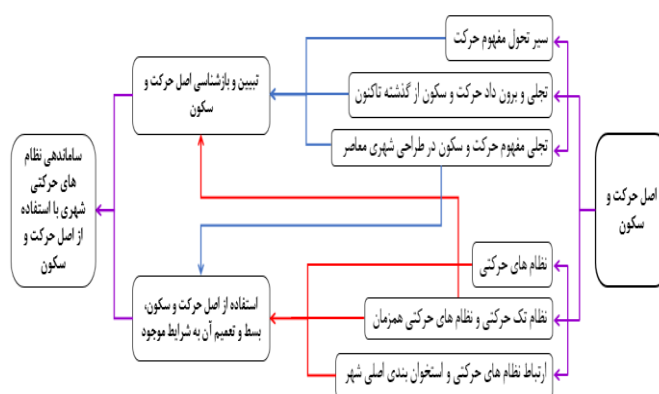 اصل حرکت و
سکون
سیر تحول مفهوم حرکت
تجلی و برون داد حرکت و سکون از گذشته تاکنون
تجلی مفهوم حرکت و سکون در طراحی شهری معاصر
نظام های حرکتی
نظام تک حرکتی و نظام های حرکتی همزمان
ارتباط نظام های حرکتی و استخوان بندی اصلی شهر
تبیین و بازشناسی اصل حرکت و
سکون
استفاده از اصل حرکت و سکون،
بسط و تعمیم آن به شرایط موجود
ساماندهی نظام
های حرکتی
شهری با استفاده
از اصل حرکت و
سکون